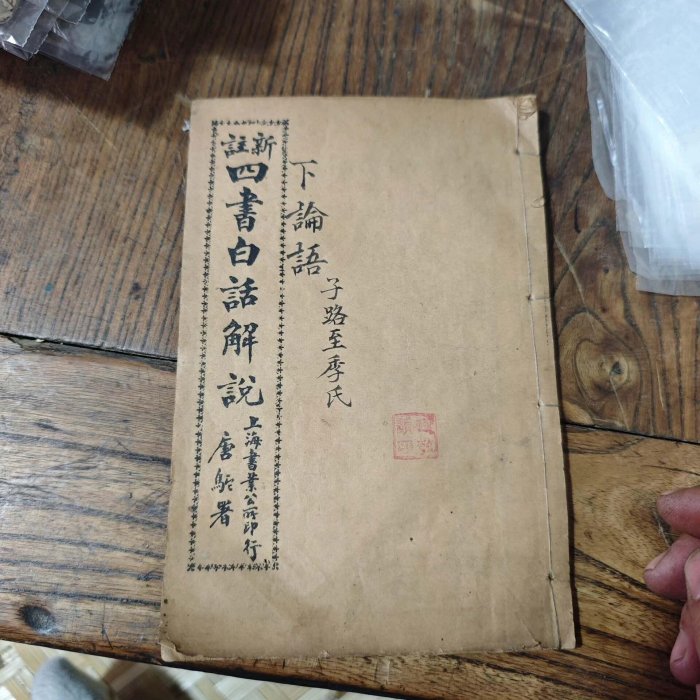 新註
四書白話解說
上海書業公所印行
唐駝署
下論語
子路至季氏